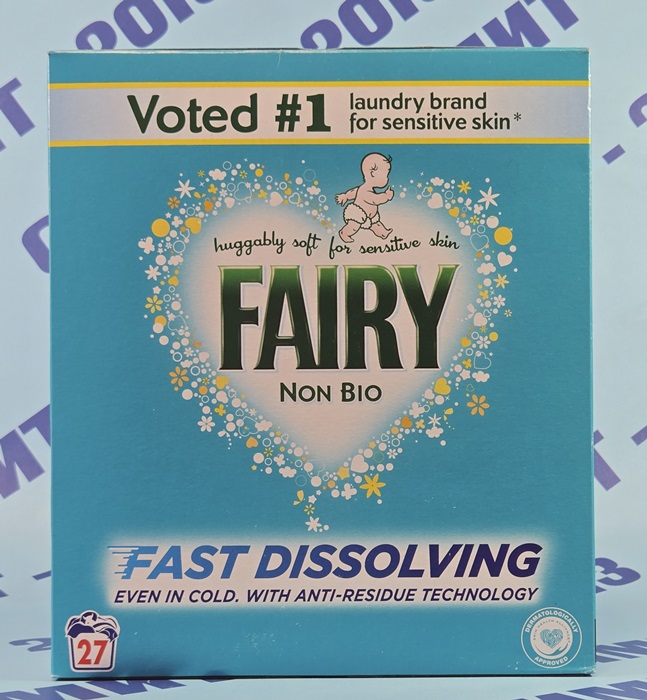 Voted #1 laundry brand
for sensitive skin*
huggably soft for sensitive skin
FAIRY
NON BIO
FAST DISSOLVING
EVEN IN COLD. WITH ANTI-RESIDUE TECHNOLOGY
27
DERMATOLOGICALLY
APPROVED